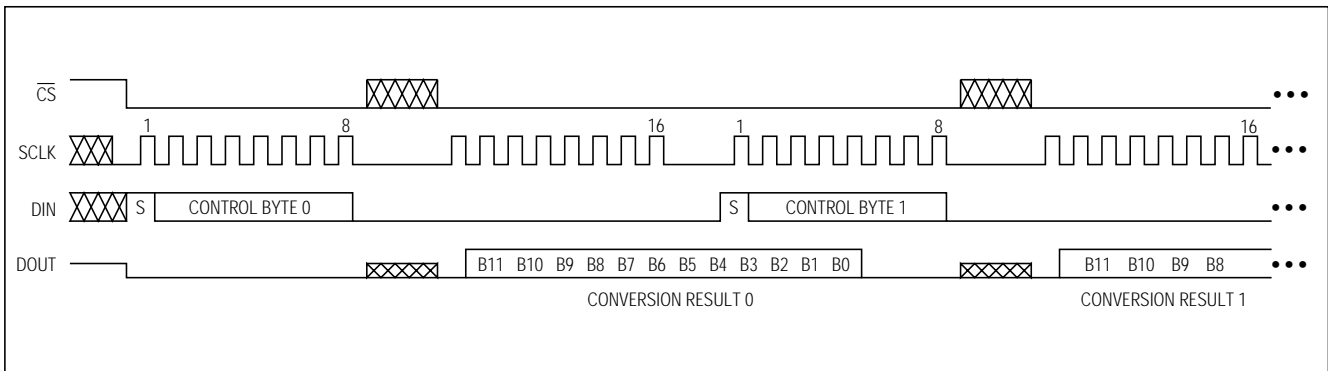 CS
1 8 16 1 8 16
SCLK
DIN S CONTROL BYTE 0 S CONTROL BYTE 1
DOUT B11 B10 B9 B8 B7 B6 B5 B4 B3 B2 B1 B0 B11 B10 B9 B8
CONVERSION RESULT 0 CONVERSION RESULT 1